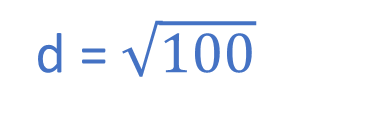 d = √100